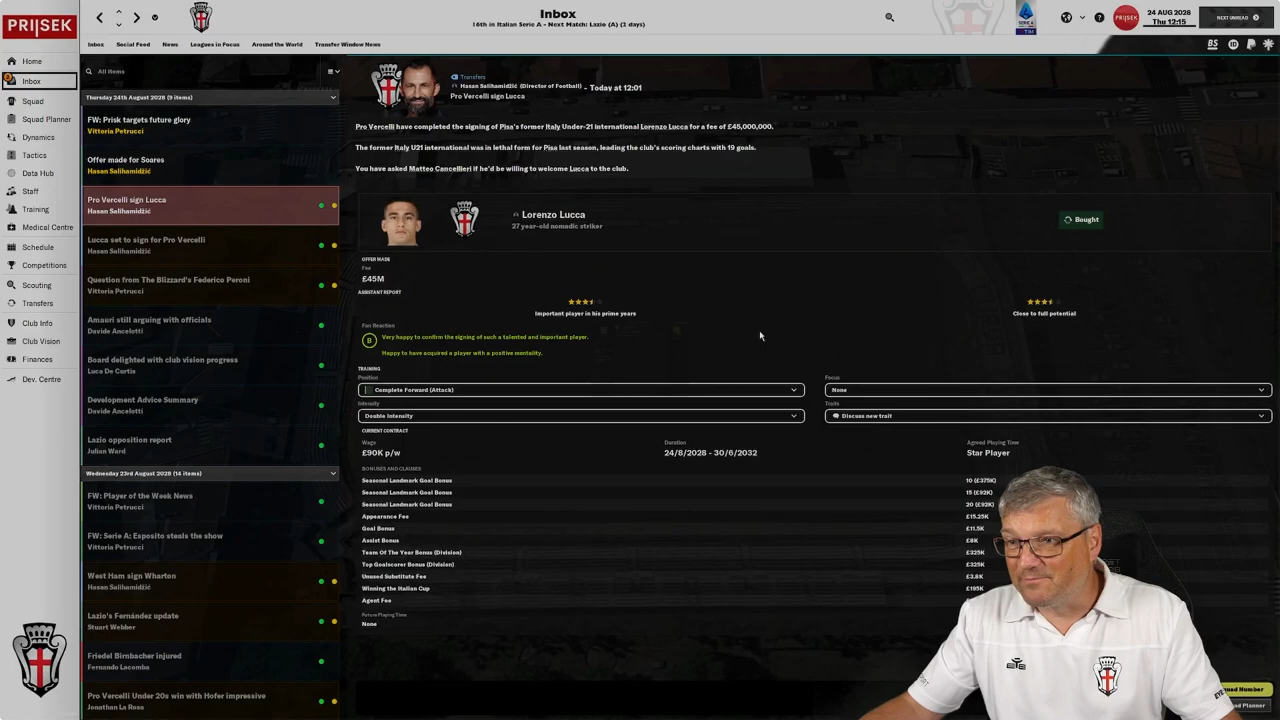 PRIJSEK
Inbox
16th in Italian Serie A - Next Match: Lazio (A) (2 days)
SERIE A
TIM
PRIJSEK
24 AUG 2028
Thu 12:15
NEXT UNREAD
Inbox
Social Feed
News
Leagues in Focus
Around the World
Transfer Window News
BS
Home
Inbox
Squad
Squad Planner
Dynamics
Tactics
Data Hub
Staff
Training
Medical Centre
Schedule
Competitions
Scouting
Transfers
Club Info
Club Vision
Finances
Dev. Centre
All Items
Thursday 24th August 2028 (9 items)
FW: Prisk targets future glory
Vittoria Petrucci
Offer made for Soares
Hasan Salihamidžić
Pro Vercelli sign Lucca
Hasan Salihamidžić
Lucca set to sign for Pro Vercelli
Hasan Salihamidžić
Question from The Blizzard's Federico Peroni
Vittoria Petrucci
Amauri still arguing with officials
Davide Ancelotti
Board delighted with club vision progress
Luca De Curtis
Development Advice Summary
Davide Ancelotti
Lazio opposition report
Julian Ward
Wednesday 23rd August 2028 (14 items)
FW: Player of the Week News
Vittoria Petrucci
FW: Serie A: Esposito steals the show
Vittoria Petrucci
West Ham sign Wharton
Hasan Salihamidžić
Lazio's Fernández update
Stuart Webber
Friedel Birnbacher injured
Fernando Lacomba
Pro Vercelli Under 20s win with Hofer impressive
Jonathan La Rosa
Transfers
Hasan Salihamidžić (Director of Football) - Today at 12:01
Pro Vercelli sign Lucca
Pro Vercelli have completed the signing of Pisa's former Italy Under-21 international Lorenzo Lucca for a fee of £45,000,000.
The former Italy U21 international was in lethal form for Pisa last season, leading the club's scoring charts with 19 goals.
You have asked Matteo Cancellieri if he'd be willing to welcome Lucca to the club.
Lorenzo Lucca
27 year-old nomadic striker
Bought
OFFER MADE
Fee
£45M
ASSISTANT REPORT
Important player in his prime years
Close to full potential
Fan Reaction
B
Very happy to confirm the signing of such a talented and important player.
Happy to have acquired a player with a positive mentality.
TRAINING
Position
Complete Forward (Attack)
Focus
None
Intensity
Double Intensity
Traits
Discuss new trait
CURRENT CONTRACT
Wage
£90K p/w
Duration
24/8/2028 - 30/6/2032
Agreed Playing Time
Star Player
BONUSES AND CLAUSES
Seasonal Landmark Goal Bonus 10 (£375K)
Seasonal Landmark Goal Bonus 15 (£92K)
Seasonal Landmark Goal Bonus 20 (£92K)
Appearance Fee £15.25K
Goal Bonus £11.5K
Assist Bonus £8K
Team Of The Year Bonus (Division) £325K
Top Goalscorer Bonus (Division) £325K
Unused Substitute Fee £3.8K
Winning the Italian Cup £195K
Agent Fee
Future Playing Time
None
Number
Planner